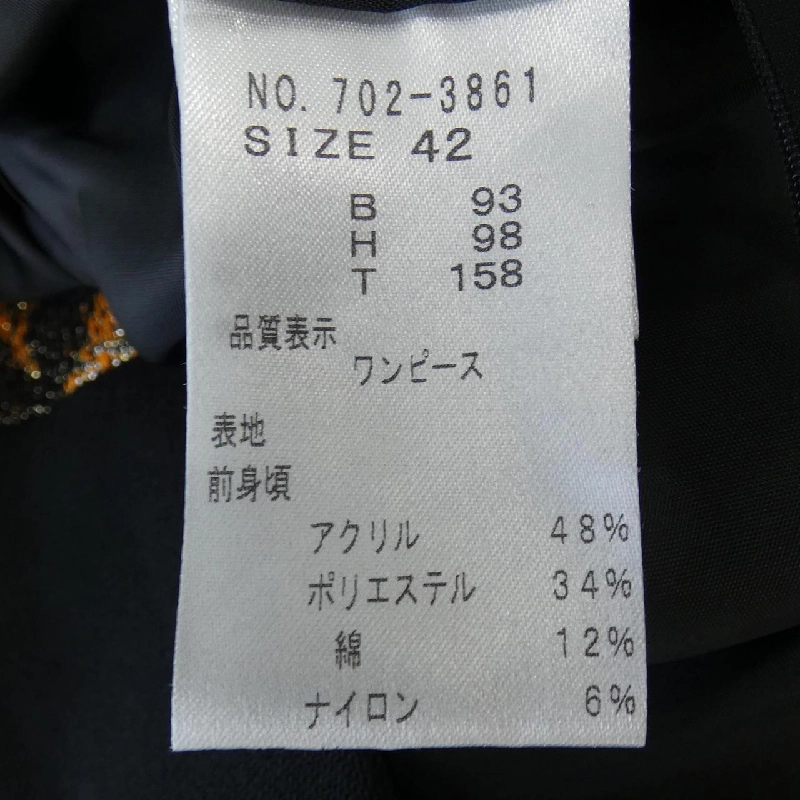 NO. 702-3861
SIZE 42
B 93
H 98
T 158
品質表示
ワンピース
表地
前身頃
アクリル 48%
ポリエステル 34%
綿 12%
ナイロン 6%